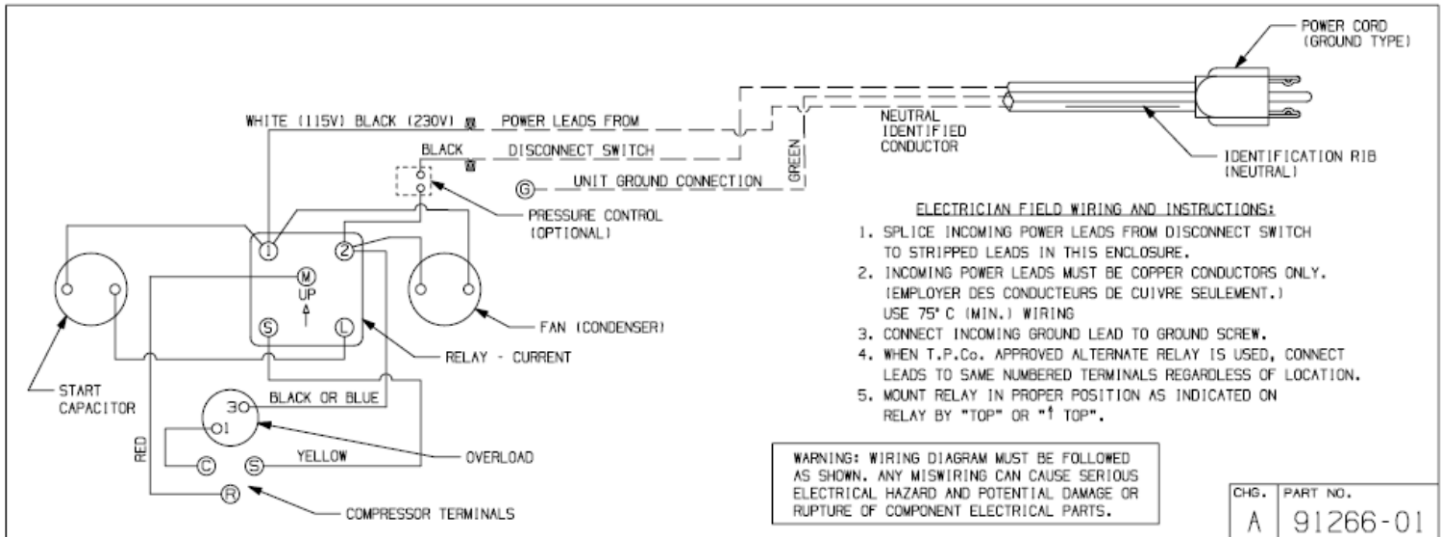 POWER CORD
(GROUND TYPE)
WHITE (115V) BLACK (230V) POWER LEADS FROM
BLACK DISCONNECT SWITCH
GREEN
NEUTRAL
IDENTIFIED
CONDUCTOR
IDENTIFICATION RIB
(NEUTRAL)
G UNIT GROUND CONNECTION
PRESSURE CONTROL
(OPTIONAL)
1 2
M
UP
S L
FAN (CONDENSER)
RELAY - CURRENT
START
CAPACITOR
BLACK OR BLUE
3
1
OVERLOAD
RED
YELLOW
C S
R
COMPRESSOR TERMINALS
ELECTRICIAN FIELD WIRING AND INSTRUCTIONS:
1. SPLICE INCOMING POWER LEADS FROM DISCONNECT SWITCH
TO STRIPPED LEADS IN THIS ENCLOSURE.
2. INCOMING POWER LEADS MUST BE COPPER CONDUCTORS ONLY.
(EMPLOYER DES CONDUCTEURS DE CUIVRE SEULEMENT.)
USE 75° C (MIN.) WIRING
3. CONNECT INCOMING GROUND LEAD TO GROUND SCREW.
4. WHEN T.P.Co. APPROVED ALTERNATE RELAY IS USED, CONNECT
LEADS TO SAME NUMBERED TERMINALS REGARDLESS OF LOCATION.
5. MOUNT RELAY IN PROPER POSITION AS INDICATED ON
RELAY BY "TOP" OR "↑ TOP".
WARNING: WIRING DIAGRAM MUST BE FOLLOWED
AS SHOWN. ANY MISWIRING CAN CAUSE SERIOUS
ELECTRICAL HAZARD AND POTENTIAL DAMAGE OR
RUPTURE OF COMPONENT ELECTRICAL PARTS.
CHG. PART NO.
A 91266-01